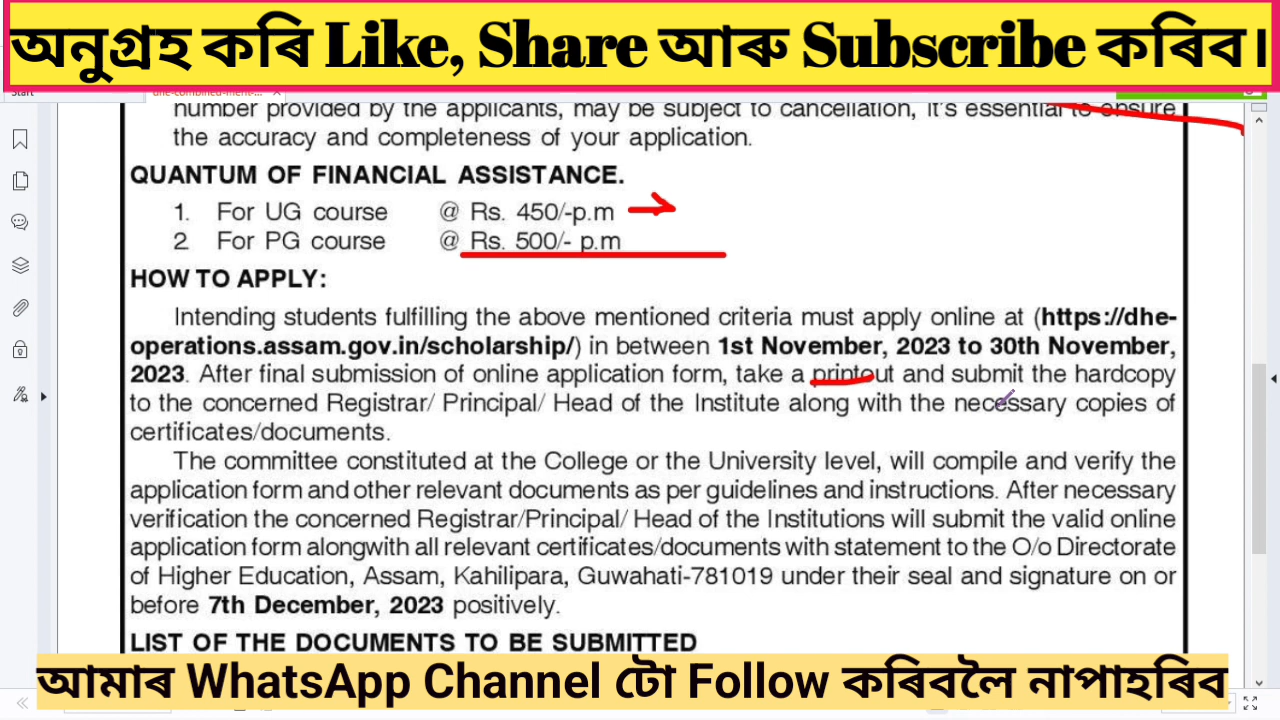 অনুগ্ৰহ কৰি Like, Share আৰু Subscribe কৰিব।
number provided by the applicants, may be subject to cancellation, it's essential to ensure
the accuracy and completeness of your application.
QUANTUM OF FINANCIAL ASSISTANCE.
1. For UG course @ Rs. 450/-p.m
2 For PG course @ Rs. 500/- p.m
HOW TO APPLY:
Intending students fulfilling the above mentioned criteria must apply online at (https://dhe-
operations.assam.gov.in/scholarship/) in between 1st November, 2023 to 30th November,
2023. After final submission of online application form, take a printout and submit the hardcopy
to the concerned Registrar/ Principal/ Head of the Institute along with the necessary copies of
certificates/documents.
The committee constituted at the College or the University level, will compile and verify the
application form and other relevant documents as per guidelines and instructions. After necessary
verification the concerned Registrar/Principal/ Head of the Institutions will submit the valid online
application form alongwith all relevant certificates/documents with statement to the O/o Directorate
of Higher Education, Assam, Kahilipara, Guwahati-781019 under their seal and signature on or
before 7th December, 2023 positively.
LIST OF THE DOCUMENTS TO BE SUBMITTED
আমাৰ WhatsApp Channel টো Follow কৰিবলৈ নাপাহৰিব